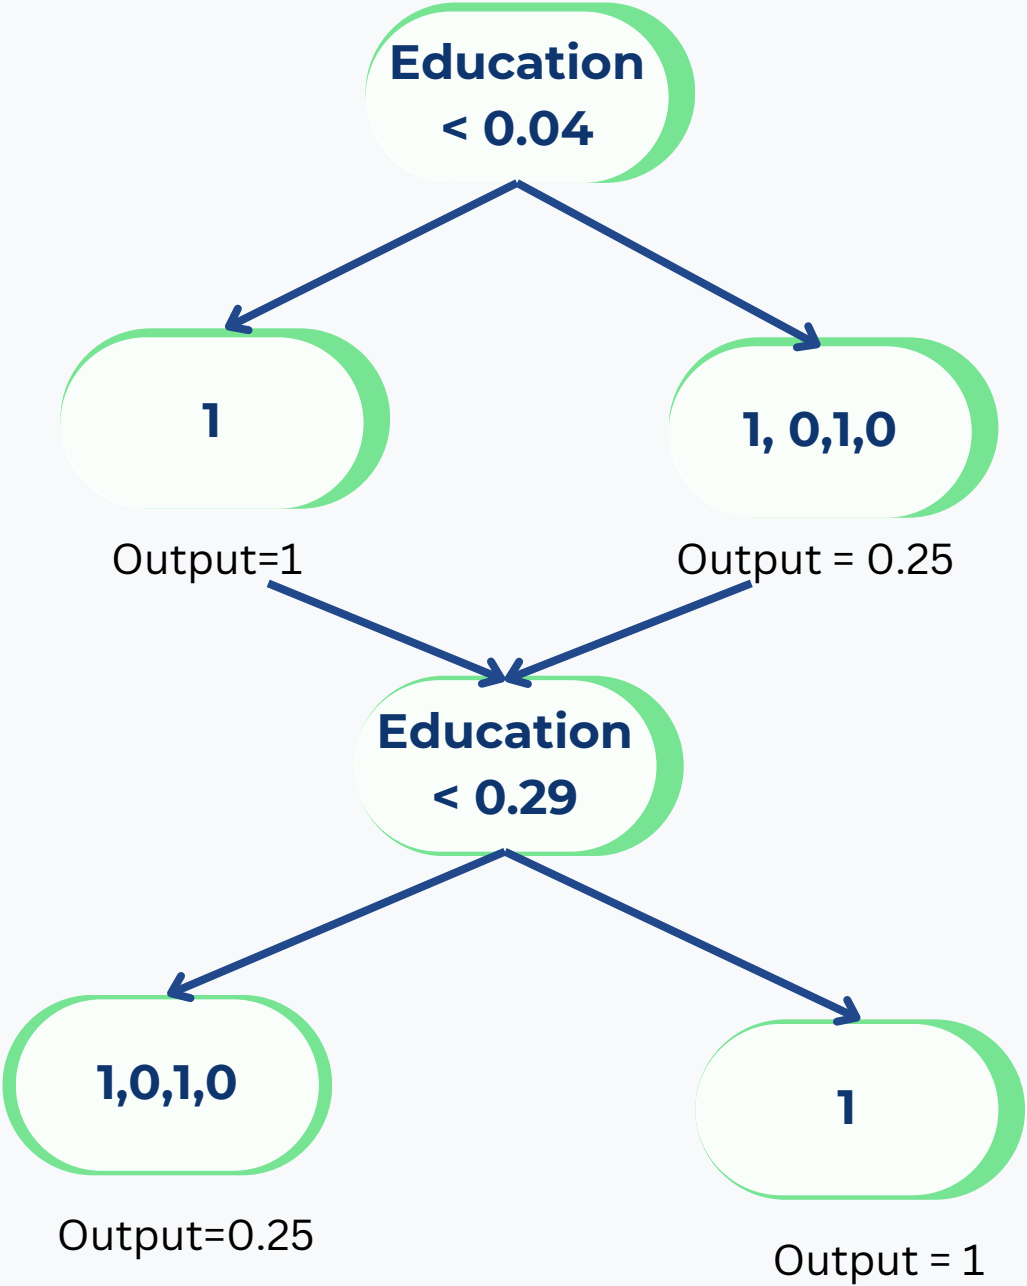 Education
< 0.04
1
1, 0,1,0
Output=1
Output = 0.25
Education
< 0.29
1,0,1,0
1
Output=0.25
Output = 1